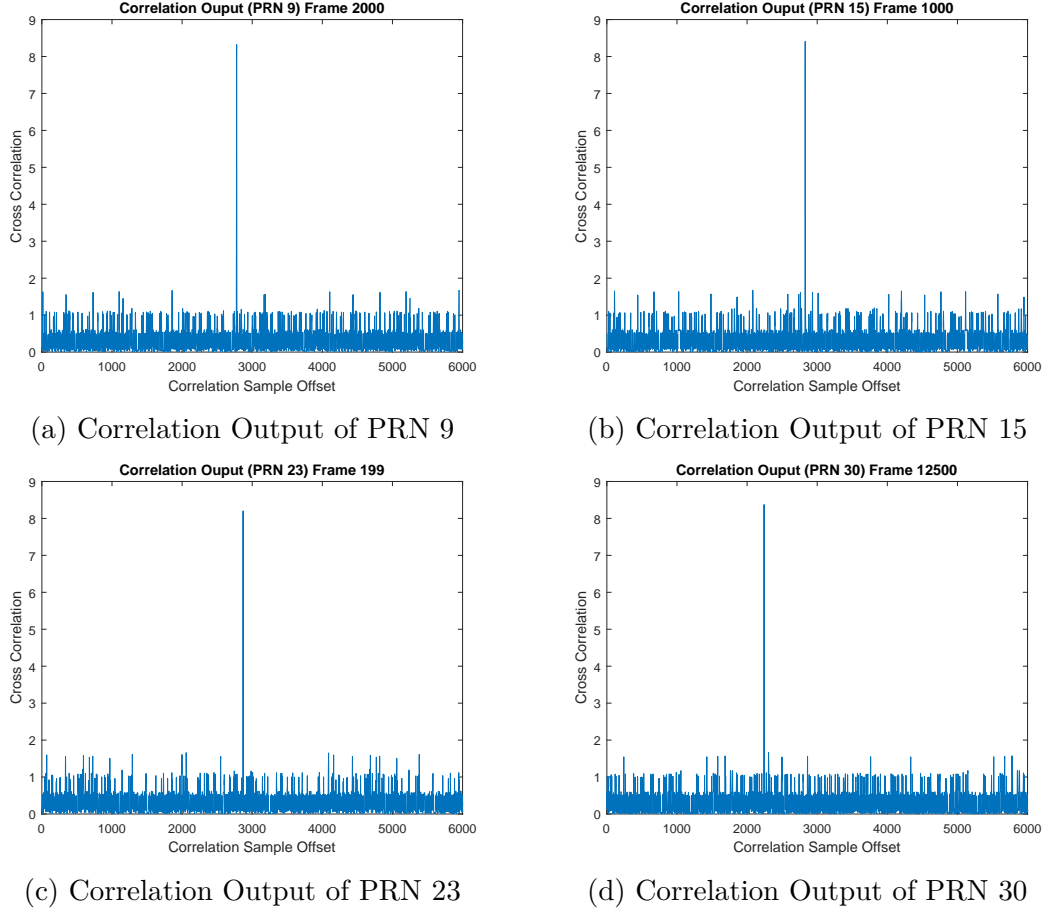 Correlation Ouput (PRN 9) Frame 2000
9
8
7
6
5
4
3
2
1
0
Cross Correlation
0 1000 2000 3000 4000 5000 6000
Correlation Sample Offset
(a) Correlation Output of PRN 9
Correlation Ouput (PRN 15) Frame 1000
9
8
7
6
5
4
3
2
1
0
Cross Correlation
0 1000 2000 3000 4000 5000 6000
Correlation Sample Offset
(b) Correlation Output of PRN 15
Correlation Ouput (PRN 23) Frame 199
9
8
7
6
5
4
3
2
1
0
Cross Correlation
0 1000 2000 3000 4000 5000 6000
Correlation Sample Offset
(c) Correlation Output of PRN 23
Correlation Ouput (PRN 30) Frame 12500
9
8
7
6
5
4
3
2
1
0
Cross Correlation
0 1000 2000 3000 4000 5000 6000
Correlation Sample Offset
(d) Correlation Output of PRN 30